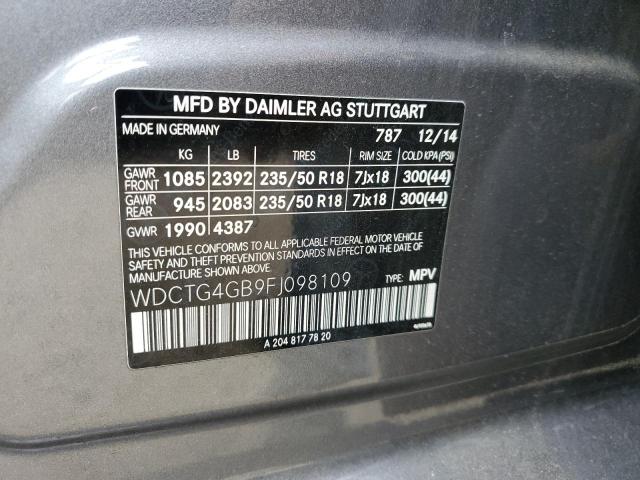 MFD BY DAIMLER AG STUTTGART
MADE IN GERMANY 787 12/14
KG LB TIRES RIM SIZE COLD KPA(PSI)
GAWR FRONT 1085 2392 235/50 R18 7Jx18 300(44)
GAWR REAR 945 2083 235/50 R18 7Jx18 300(44)
GVWR 1990 4387
THIS VEHICLE CONFORMS TO ALL APPLICABLE FEDERAL MOTOR VEHICLE
SAFETY STANDARDS IN EFFECT ON THE DATE
OF MANUFACTURE SHOWN ABOVE.
WDCTG4GB9FJ098109 TYPE: MPV
A 204 817 78 20